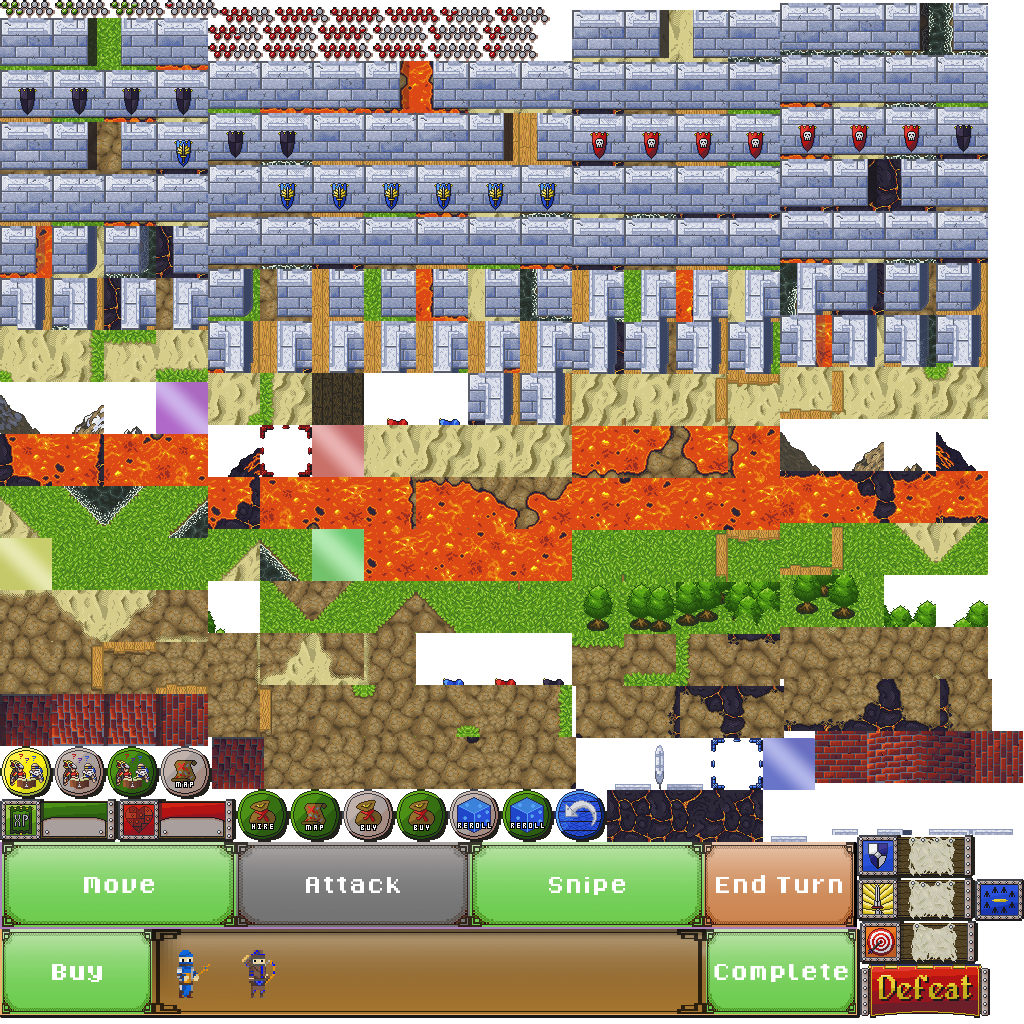 MAP
XP
HIRE
MAP
BUY
BUY
REROLL
REROLL
Move
Attack
Snipe
End Turn
Buy
Complete
Defeat